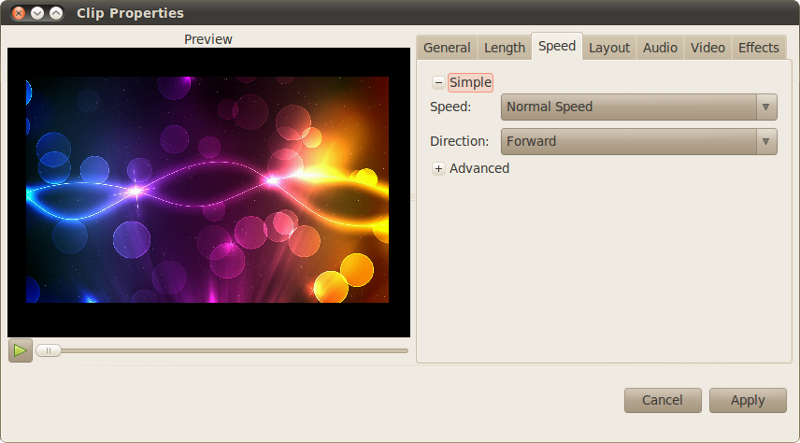 Clip Properties
Preview
General Length Speed Layout Audio Video Effects
Simple
Speed: Normal Speed
Direction: Forward
Advanced
Cancel Apply